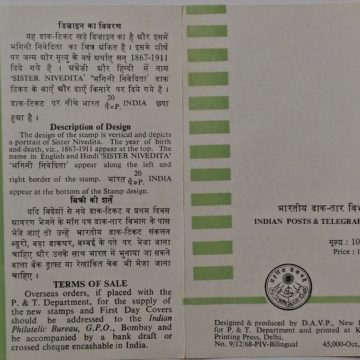 डिज़ाइन का विवरण
यह डाक-टिकट खड़े डिज़ाइन का है और इसमें
भगिनी निवेदिता का चित्र अंकित है। इसके शीर्ष
पर जन्म और मृत्यु के वर्ष अर्थात् सन् 1867-1911
दिये गये हैं। अंग्रेजी और हिन्दी में नाम
'SISTER NIVEDITA' 'भगिनी निवेदिता' डाक
टिकट के बाएँ और दाएँ किनारे पर दिये गये है।
डाक-टिकट पर नीचे भारत 20 पै॰P. INDIA छपा
हुआ है।
Description of Design
The design of the stamp is vertical and depicts
a portrait of Sister Nivedita. The year of birth
and death, viz., 1867-1911 appear at the top. The
name in English and Hindi 'SISTER NIVEDITA'
'भगिनी निवेदिता' appear along the left and
right border of the stamp. भारत 20 पै॰P. INDIA
appear at the bottom of the Stamp design.
बिक्री की शर्तें
यदि विदेशों से नये डाक-टिकट व प्रथम दिवस
आवरण भेजने की माँग पत्र डाक-तार विभाग के पास
भेजे जाएं तो उन्हें भारतीय डाक-टिकट संकलन
ब्यूरो, बड़ा डाकघर, बम्बई के पते पर भेजा जाना
चाहिए और उनके साथ भारत में भुनाया जा सकने
वाला बैंक ड्राफ्ट या रेखांकित चेक भी भेजा जाना
चाहिए।
TERMS OF SALE
Overseas orders, if placed with the
P. & T. Department, for the supply of
the new stamps and First Day Covers
should be addressed to the Indian
Philatelic Bureau, G.P.O., Bombay and
be accompanied by a bank draft or
crossed cheque encashable in India.
भारतीय डाक-तार वि
INDIAN POSTS & TELEGRA
मूल्य : 10
Price : 1
Designed & produced by D.A.V.P., New
for P. & T. Department and printed at
Printing Press, Delhi.
No. 9/12/68-PIV-Bilingual 45,000-Oc